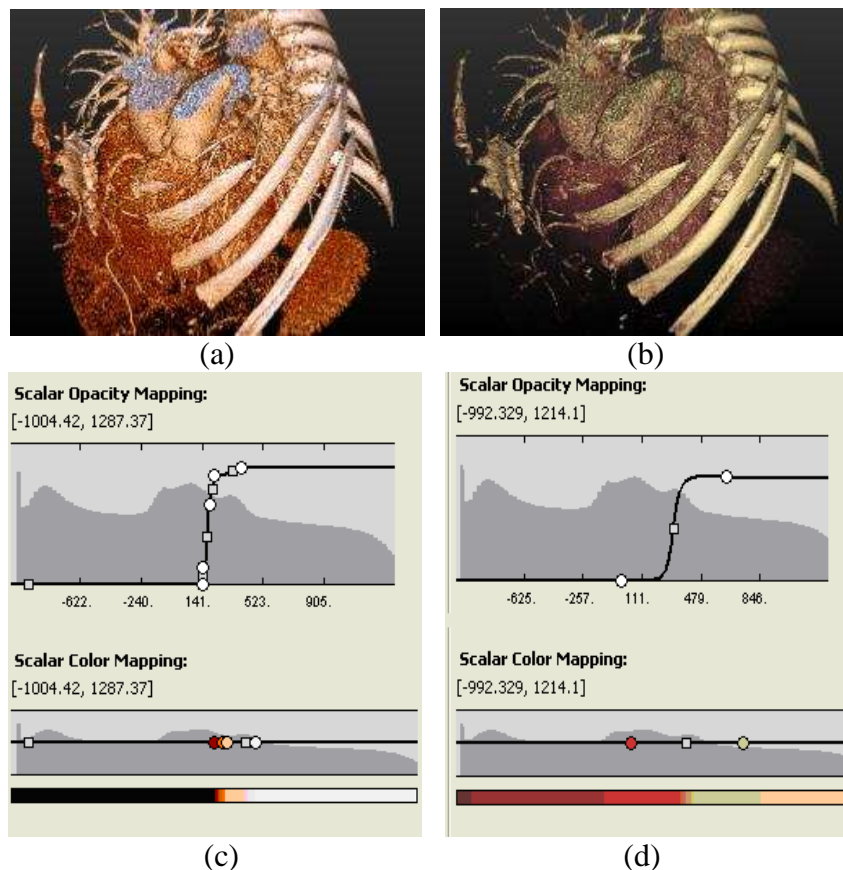 (a)
(b)
Scalar Opacity Mapping:
[-1004.42, 1287.37]
-622. -240. 141. 523. 905.
Scalar Color Mapping:
[-1004.42, 1287.37]
(c)
Scalar Opacity Mapping:
[-992.329, 1214.1]
-625. -257. 111. 479. 846.
Scalar Color Mapping:
[-992.329, 1214.1]
(d)